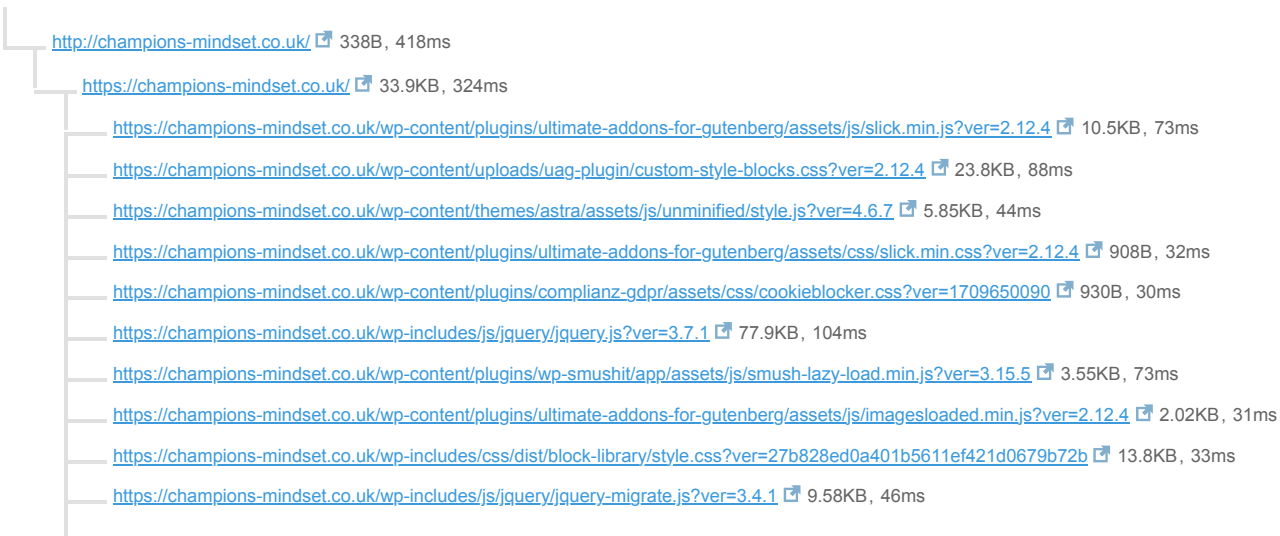 http://champions-mindset.co.uk/ 338B, 418ms
https://champions-mindset.co.uk/ 33.9KB, 324ms
https://champions-mindset.co.uk/wp-content/plugins/ultimate-addons-for-gutenberg/assets/js/slick.min.js?ver=2.12.4 10.5KB, 73ms
https://champions-mindset.co.uk/wp-content/uploads/uag-plugin/custom-style-blocks.css?ver=2.12.4 23.8KB, 88ms
https://champions-mindset.co.uk/wp-content/themes/astra/assets/js/unminified/style.js?ver=4.6.7 5.85KB, 44ms
https://champions-mindset.co.uk/wp-content/plugins/ultimate-addons-for-gutenberg/assets/css/slick.min.css?ver=2.12.4 908B, 32ms
https://champions-mindset.co.uk/wp-content/plugins/complianz-gdpr/assets/css/cookieblocker.css?ver=1709650090 930B, 30ms
https://champions-mindset.co.uk/wp-includes/js/jquery/jquery.js?ver=3.7.1 77.9KB, 104ms
https://champions-mindset.co.uk/wp-content/plugins/wp-smushit/app/assets/js/smush-lazy-load.min.js?ver=3.15.5 3.55KB, 73ms
https://champions-mindset.co.uk/wp-content/plugins/ultimate-addons-for-gutenberg/assets/js/imagesloaded.min.js?ver=2.12.4 2.02KB, 31ms
https://champions-mindset.co.uk/wp-includes/css/dist/block-library/style.css?ver=27b828ed0a401b5611ef421d0679b72b 13.8KB, 33ms
https://champions-mindset.co.uk/wp-includes/js/jquery/jquery-migrate.js?ver=3.4.1 9.58KB, 46ms